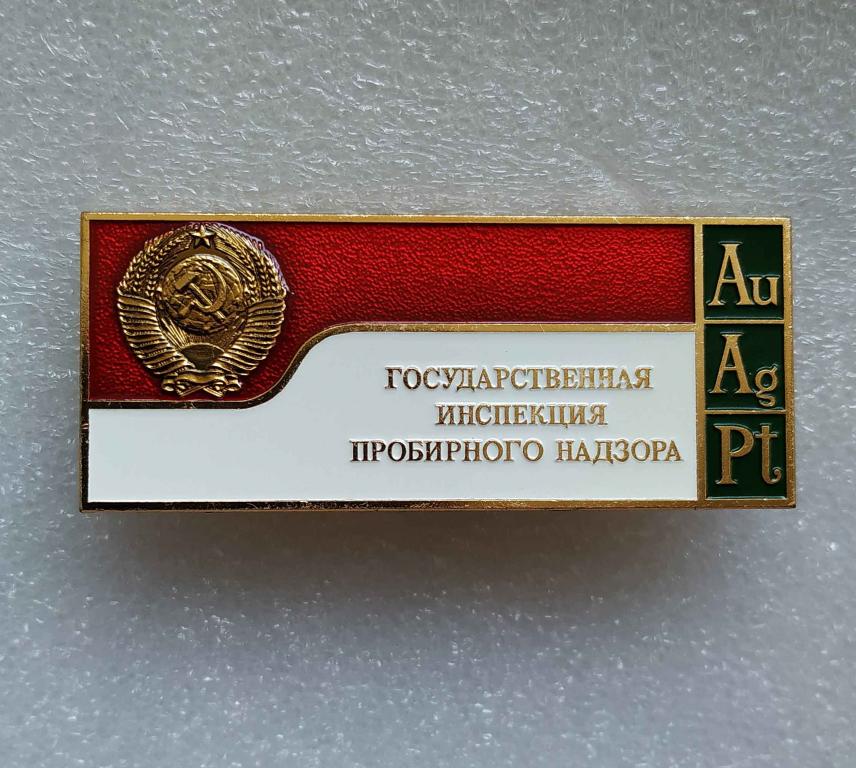 ГОСУДАРСТВЕННАЯ
ИНСПЕКЦИЯ
ПРОБИРНОГО НАДЗОРА
Au
Ag
Pt